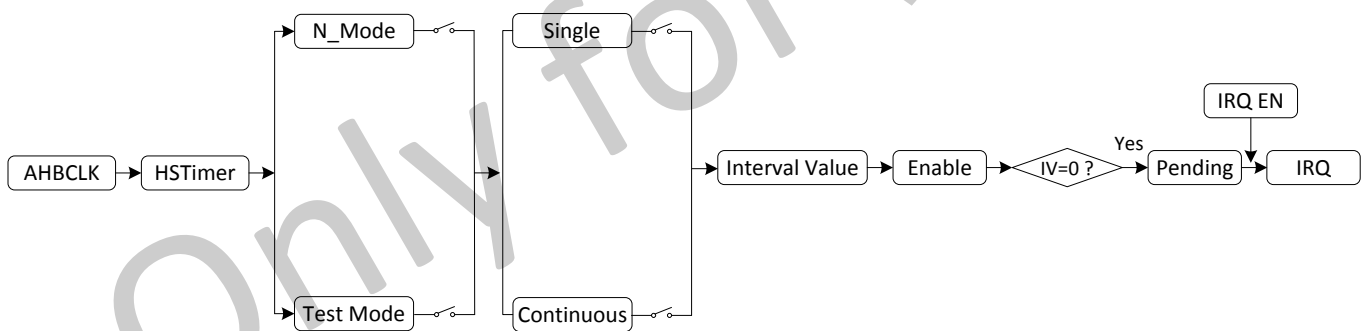 N_Mode
Single
IRQ EN
Yes
AHBCLK
HSTimer
Interval Value
Enable
IV=0 ?
Pending
IRQ
Test Mode
Continuous
Only for